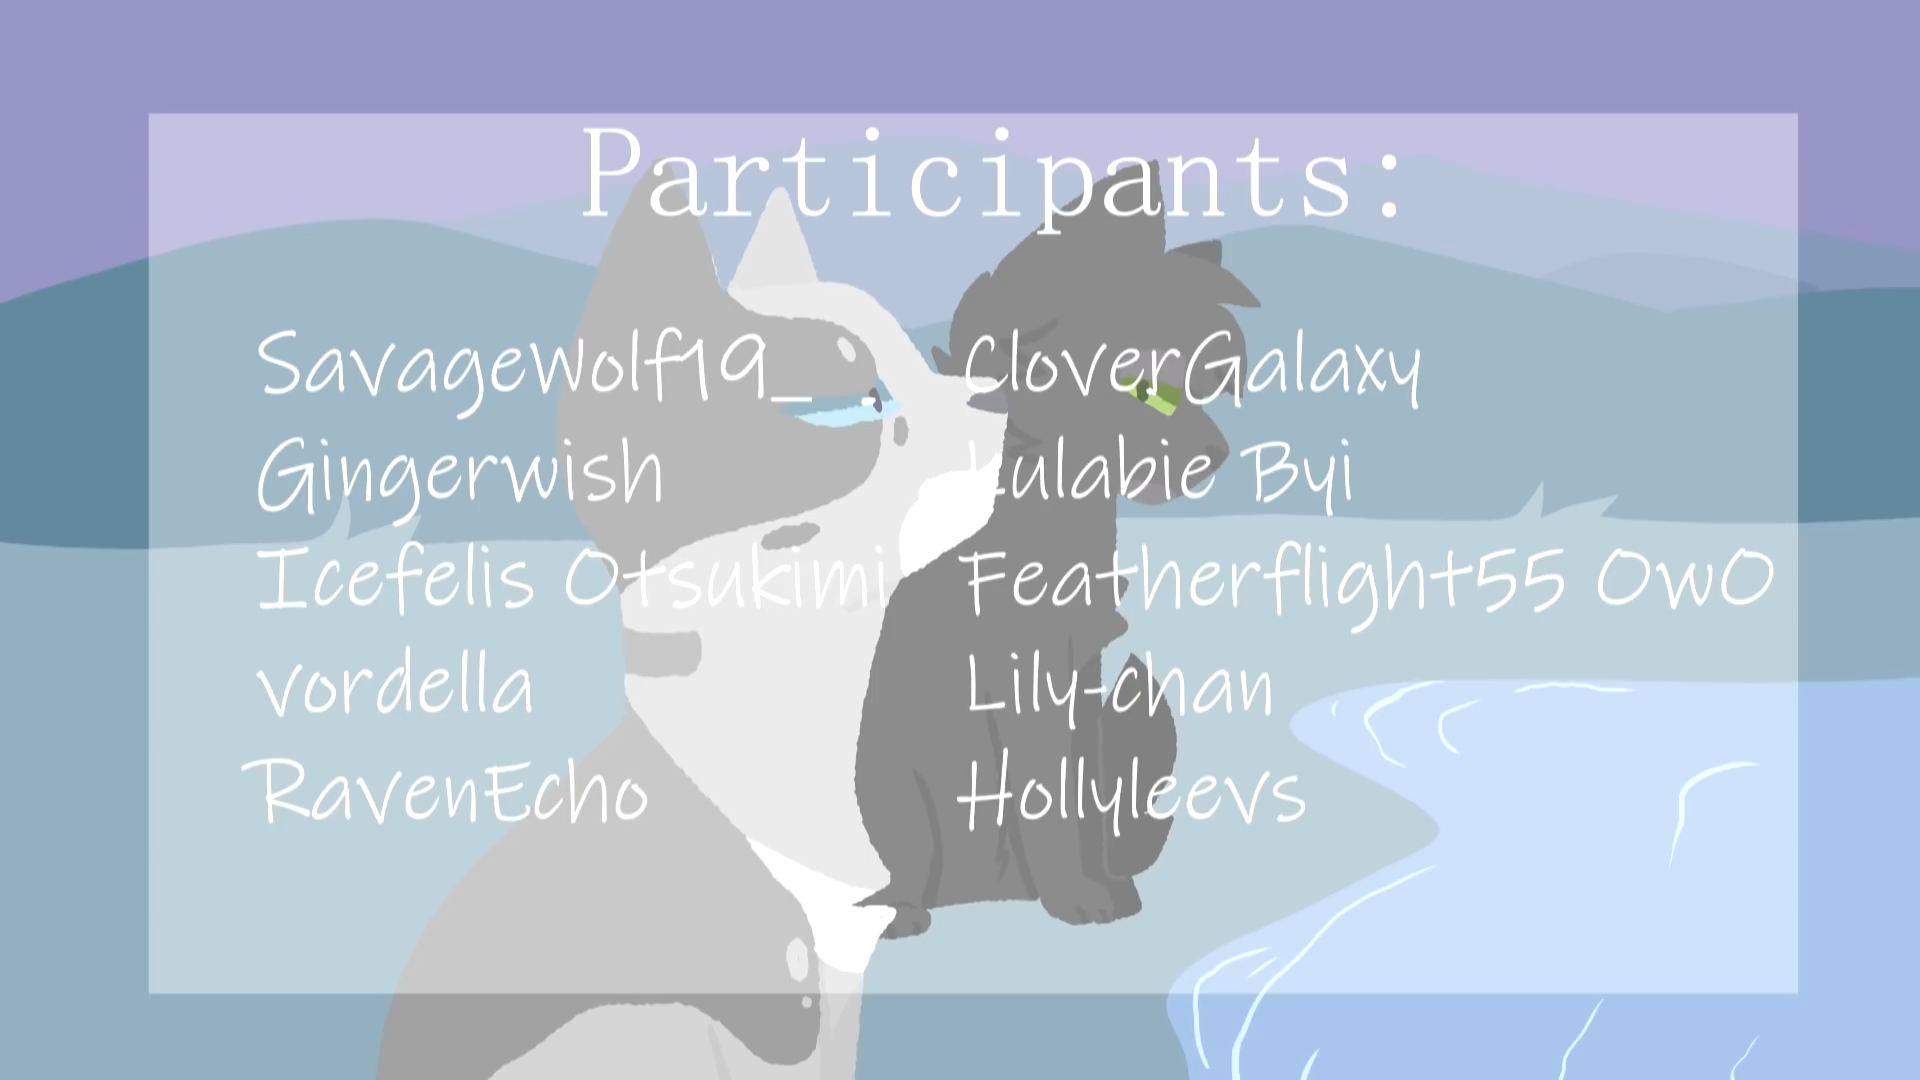 Participants:
SavageWolf19_
Gingerwish
Icefelis Otsukimi
vordella
RavenEcho
CloverGalaxy
Lulabie Byi
Featherflight55 OwO
Lily-chan
Hollyleevs